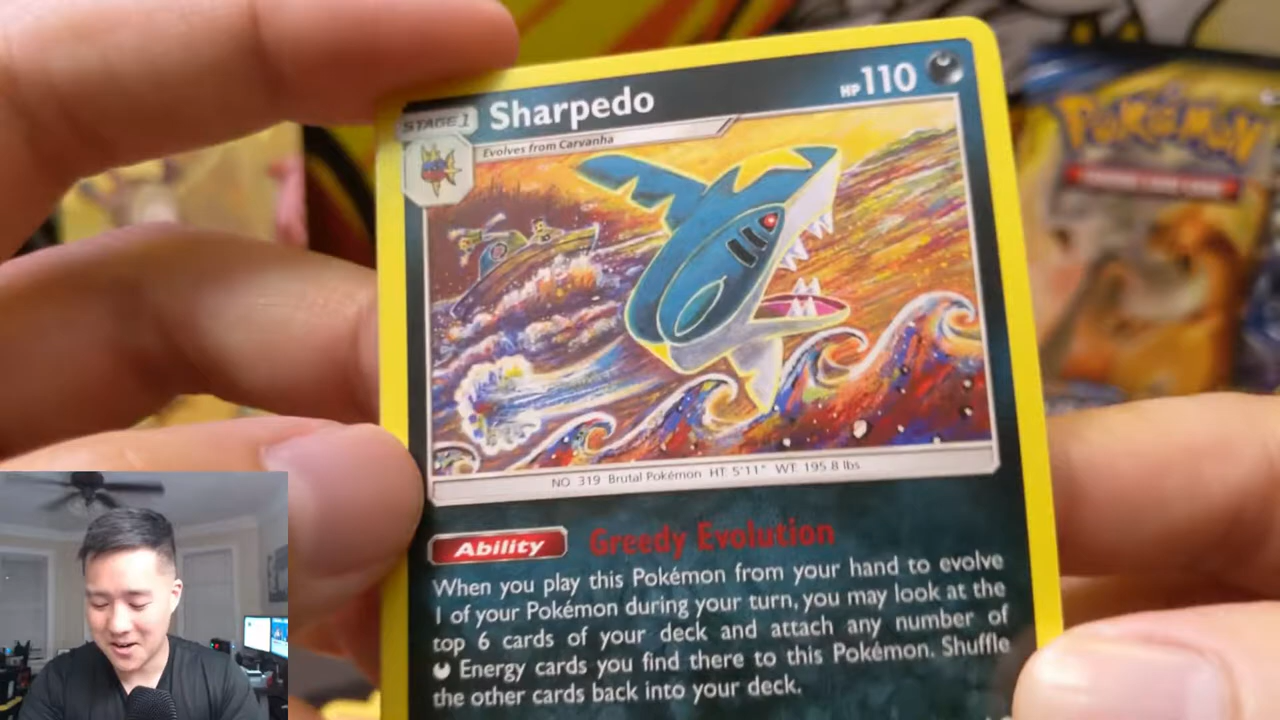 STAGE 1
Sharpedo
HP 110
Evolves from Carvanha
POKÉMON
NO. 319 Brutal Pokémon HT: 5'11" WT: 195.8 lbs
Ability Greedy Evolution
When you play this Pokémon from your hand to evolve
1 of your Pokémon during your turn, you may look at the
top 6 cards of your deck and attach any number of
Energy cards you find there to this Pokémon. Shuffle
the other cards back into your deck.